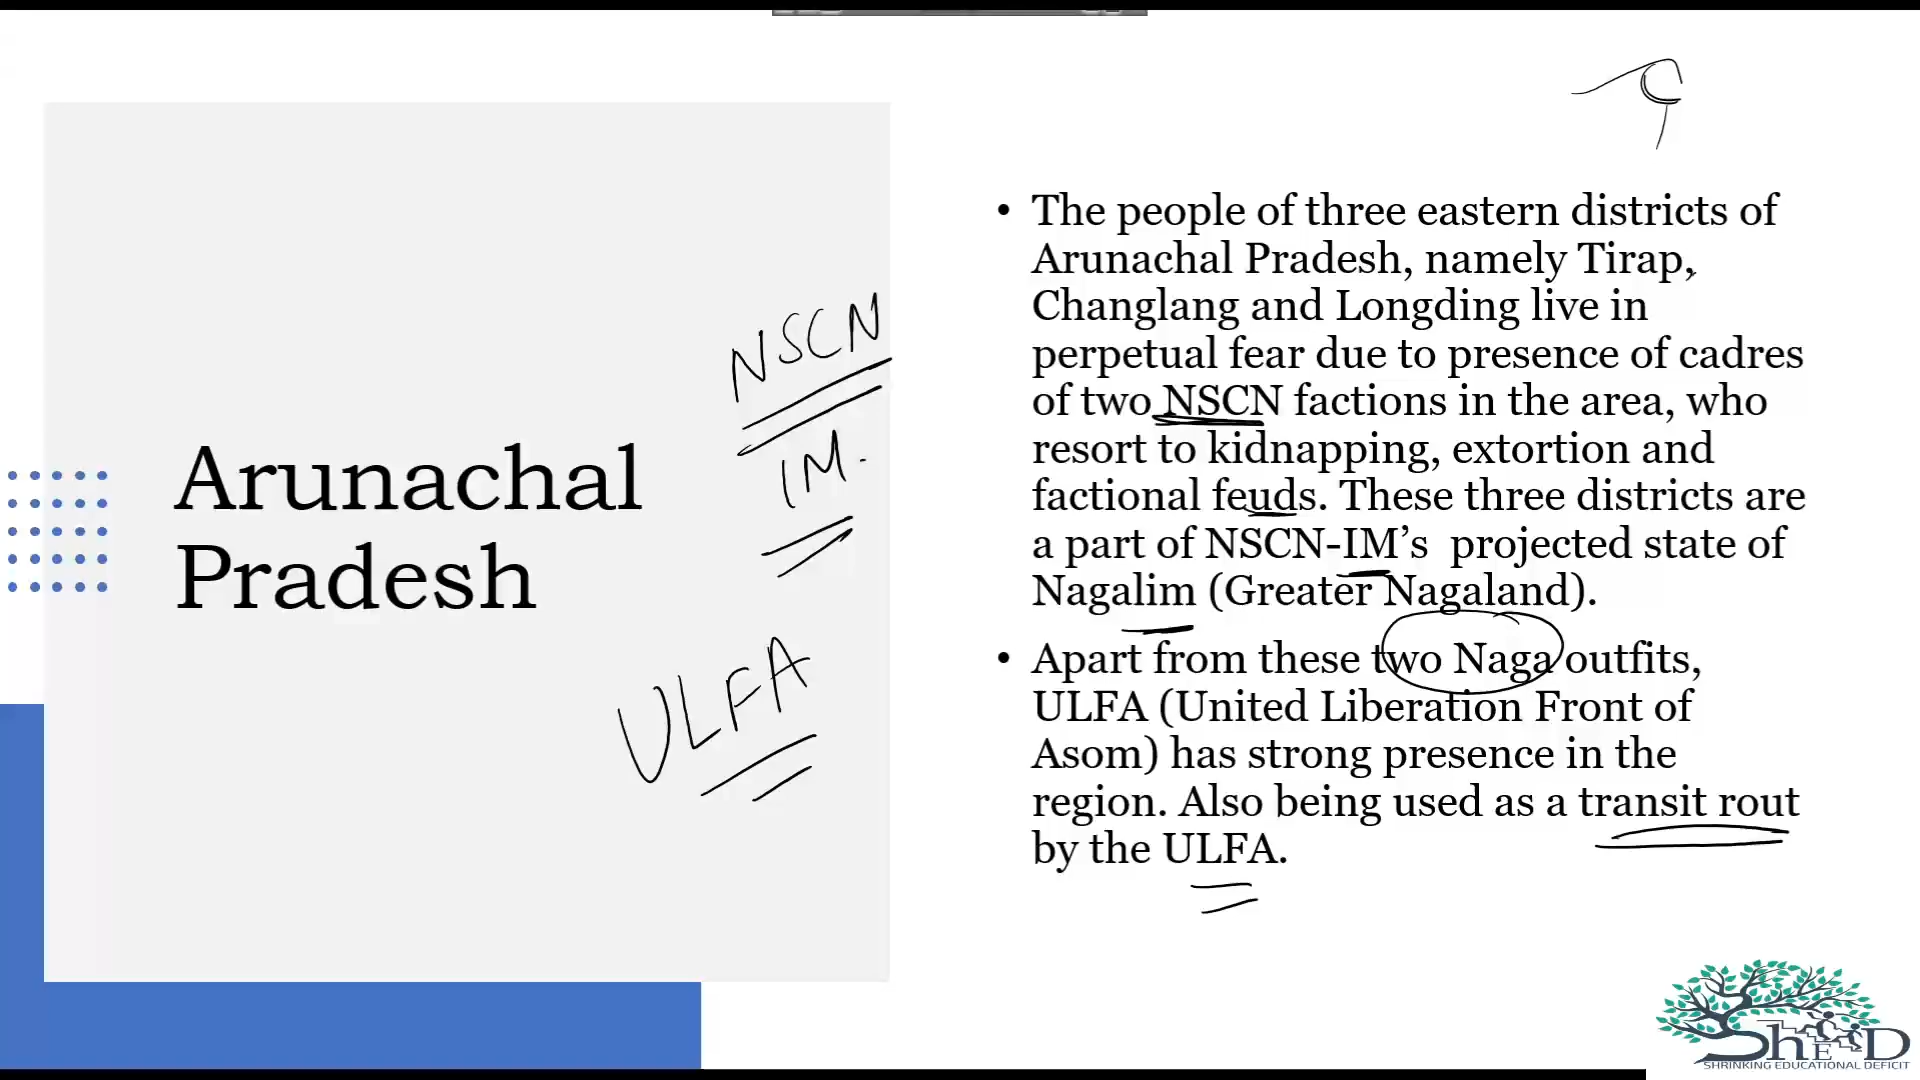 Arunachal
Pradesh
NSCN
IM.
ULFA
• The people of three eastern districts of
Arunachal Pradesh, namely Tirap,
Changlang and Longding live in
perpetual fear due to presence of cadres
of two NSCN factions in the area, who
resort to kidnapping, extortion and
factional feuds. These three districts are
a part of NSCN-IM’s projected state of
Nagalim (Greater Nagaland).
• Apart from these two Naga outfits,
ULFA (United Liberation Front of
Asom) has strong presence in the
region. Also being used as a transit rout
by the ULFA.
ShEəD
SHRINKING EDUCATIONAL DEFICIT